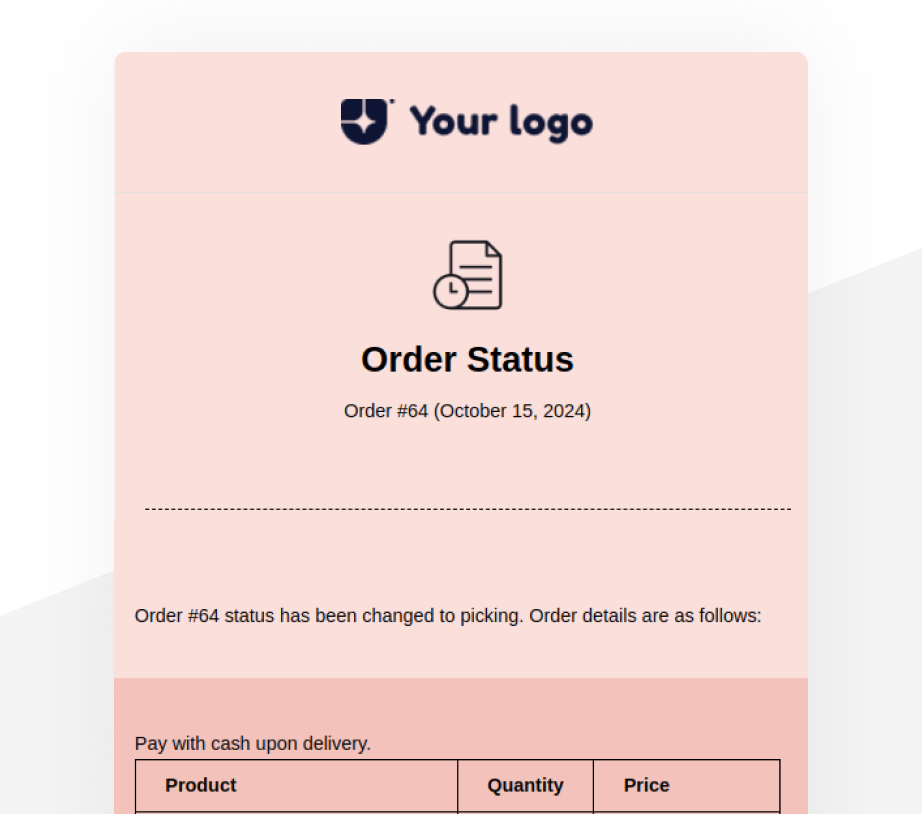 Your logo
Order Status
Order #64 (October 15, 2024)
Order #64 status has been changed to picking. Order details are as follows:
Pay with cash upon delivery.
Product Quantity Price